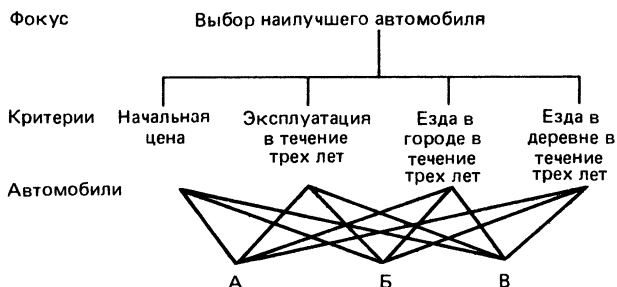 Фокус
Выбор наилучшего автомобиля
Критерии
Начальная
цена
Эксплуатация
в течение
трех лет
Езда в
городе в
течение
трех лет
Езда в
деревне в
течение
трех лет
Автомобили
А
Б
В